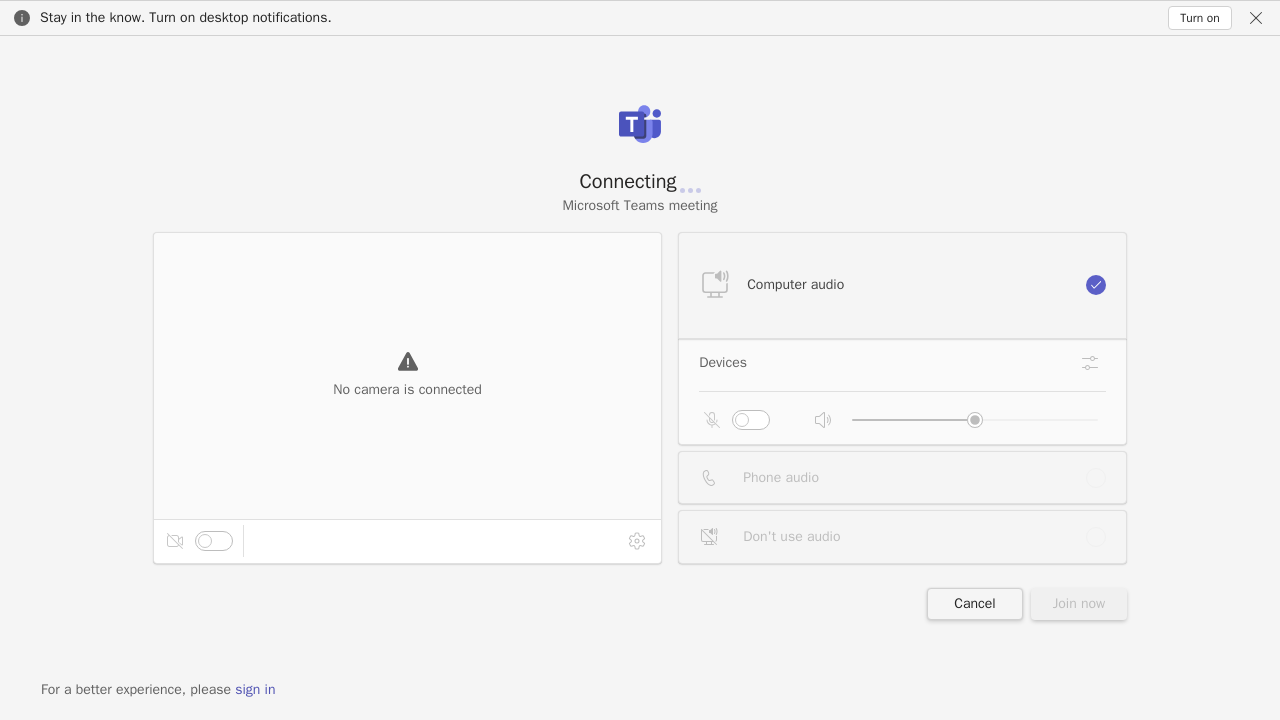 Stay in the know. Turn on desktop notifications.
Turn on
T
Connecting
Microsoft Teams meeting
No camera is connected
Computer audio
Devices
Phone audio
Don't use audio
Cancel
Join now
For a better experience, please sign in